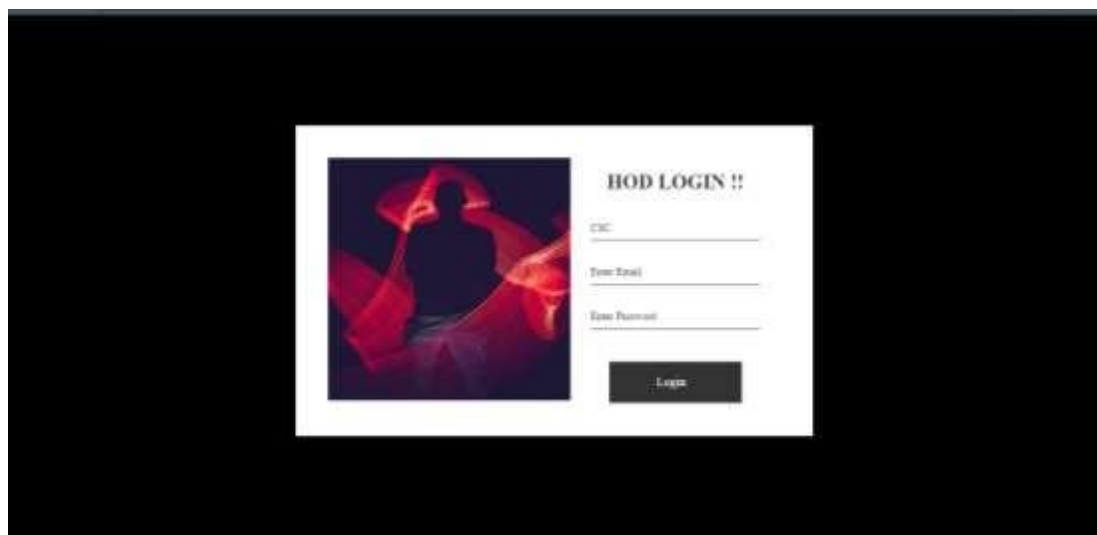 HOD LOGIN !!
CSC
Enter Email
Enter Password
Login